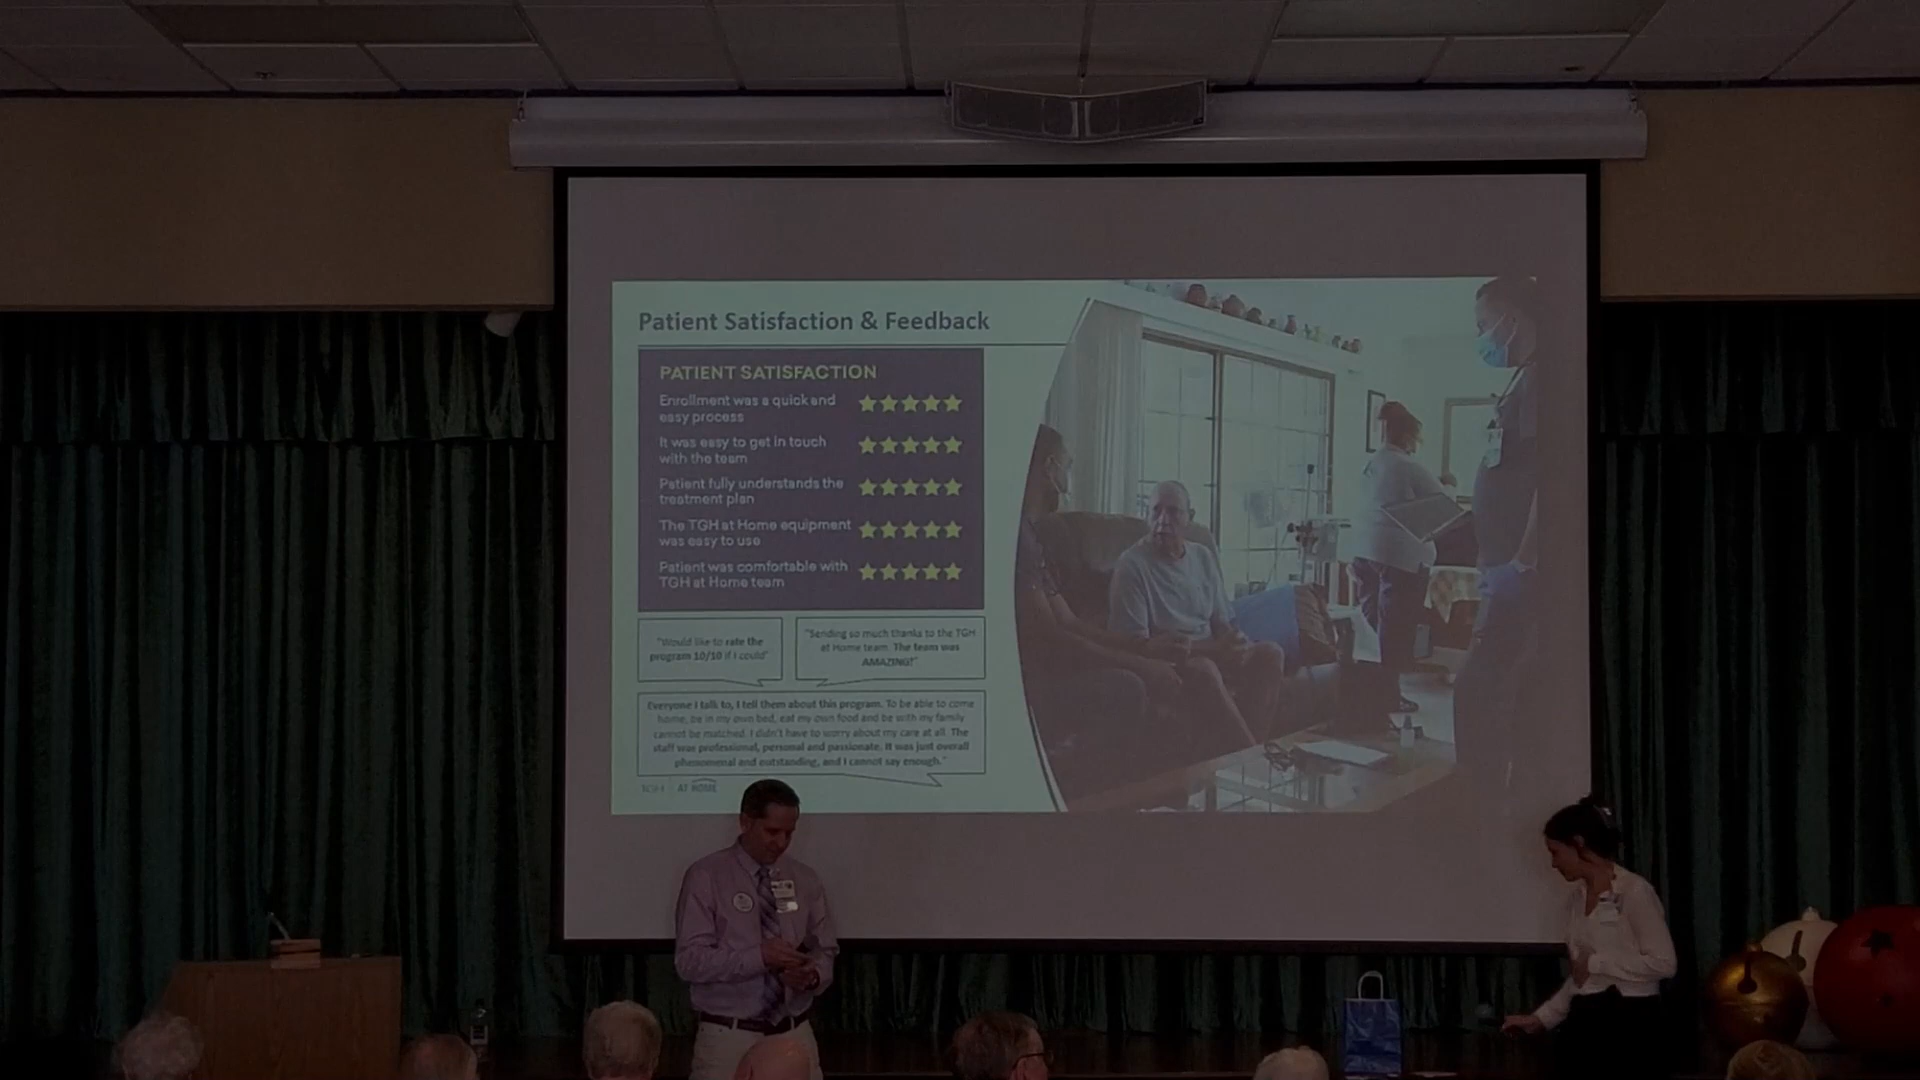 Patient Satisfaction & Feedback
PATIENT SATISFACTION
Enrollment was a quick and
easy process
It was easy to get in touch
with the team
Patient fully understands the
treatment plan
The TGH at Home equipment
was easy to use
Patient was comfortable with
TGH at Home team
"Would like to rate the
program 10/10 if I could"
"Sending so much thanks to the TGH
at Home team. The team was
AMAZING!"
Everyone I talk to, I tell them about this program. To be able to come
home, be in my own bed, eat my own food and be with my family
cannot be matched. I didn't have to worry about my care at all. The
staff was professional, personal and passionate. It was just overall
phenomenal and outstanding, and I cannot say enough."
AT HOME